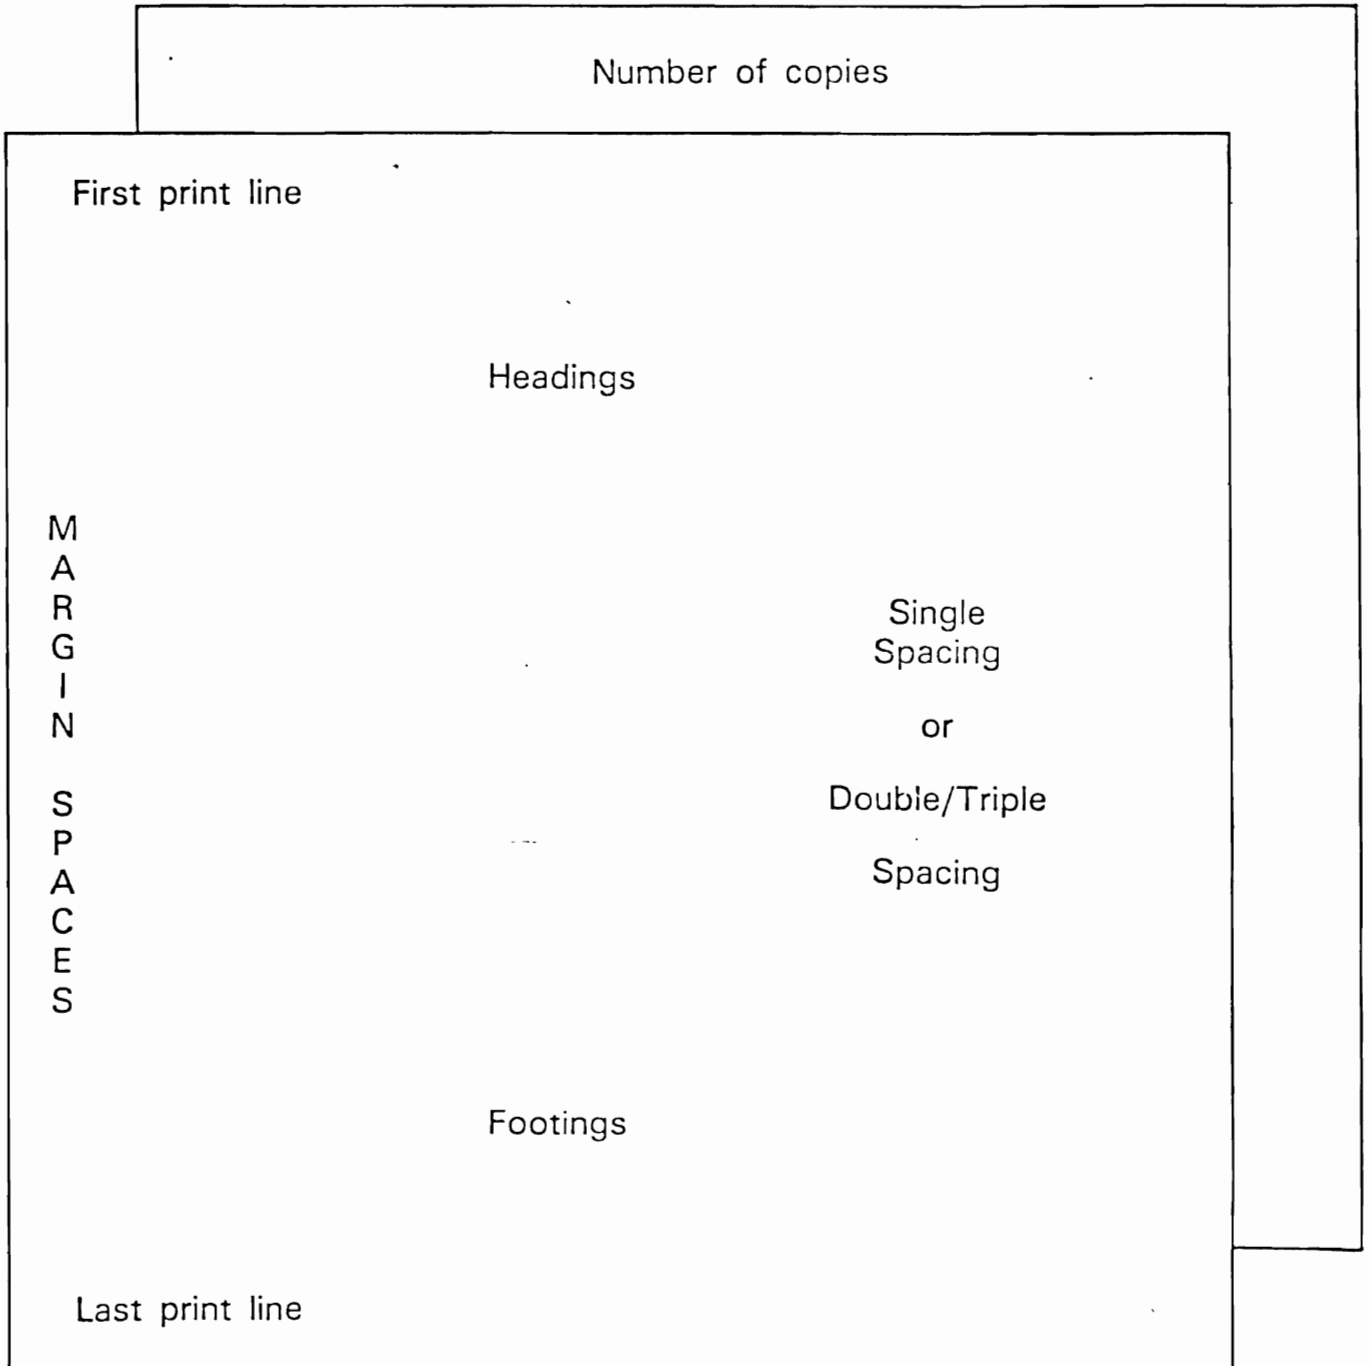 Number of copies
First print line
Headings
M
A
R
G
I
N
S
P
A
C
E
S
Single
Spacing
or
Double/Triple
Spacing
Footings
Last print line